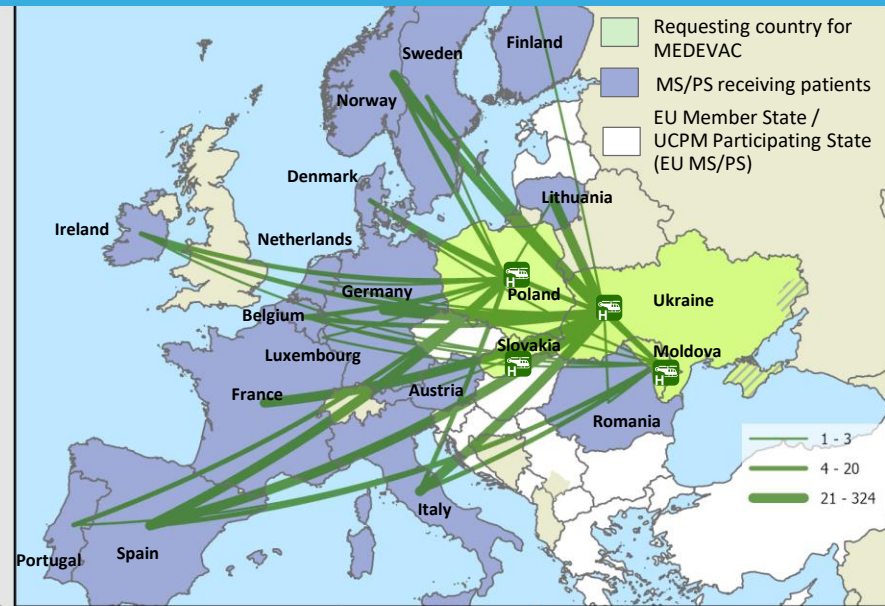 Requesting country for
MEDEVAC
MS/PS receiving patients
EU Member State /
UCPM Participating State
(EU MS/PS)
Finland
Sweden
Norway
Denmark
Lithuania
Ireland
Netherlands
Germany
Poland
Ukraine
Belgium
Slovakia
Luxembourg
Moldova
France
Austria
Romania
Italy
Portugal
Spain
H
H
H
H
1 - 3
4 - 20
21 - 324